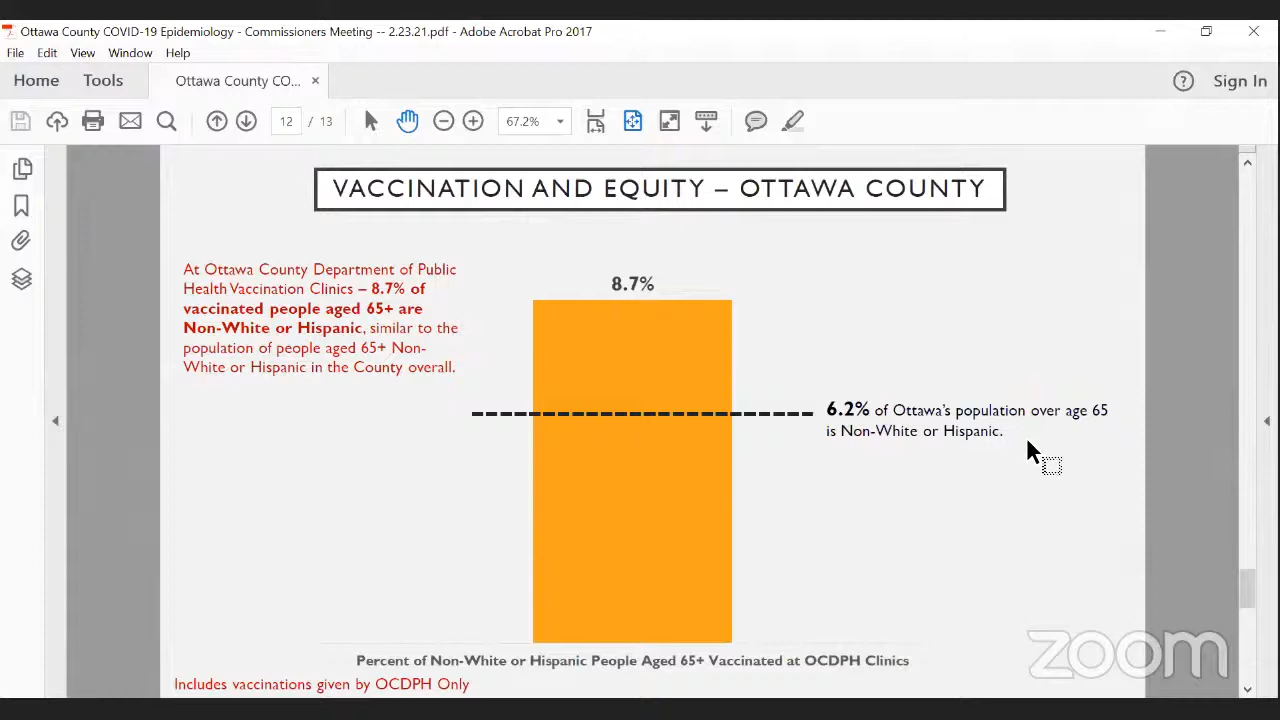 Ottawa County COVID-19 Epidemiology - Commissioners Meeting -- 2.23.21.pdf - Adobe Acrobat Pro 2017
File Edit View Window Help
Home Tools Ottawa County CO... × Sign In
12 / 13 67.2%
VACCINATION AND EQUITY – OTTAWA COUNTY
At Ottawa County Department of Public
Health Vaccination Clinics – 8.7% of
vaccinated people aged 65+ are
Non-White or Hispanic, similar to the
population of people aged 65+ Non-
White or Hispanic in the County overall.
8.7%
6.2% of Ottawa's population over age 65
is Non-White or Hispanic.
Percent of Non-White or Hispanic People Aged 65+ Vaccinated at OCDPH Clinics
Includes vaccinations given by OCDPH Only
zoom